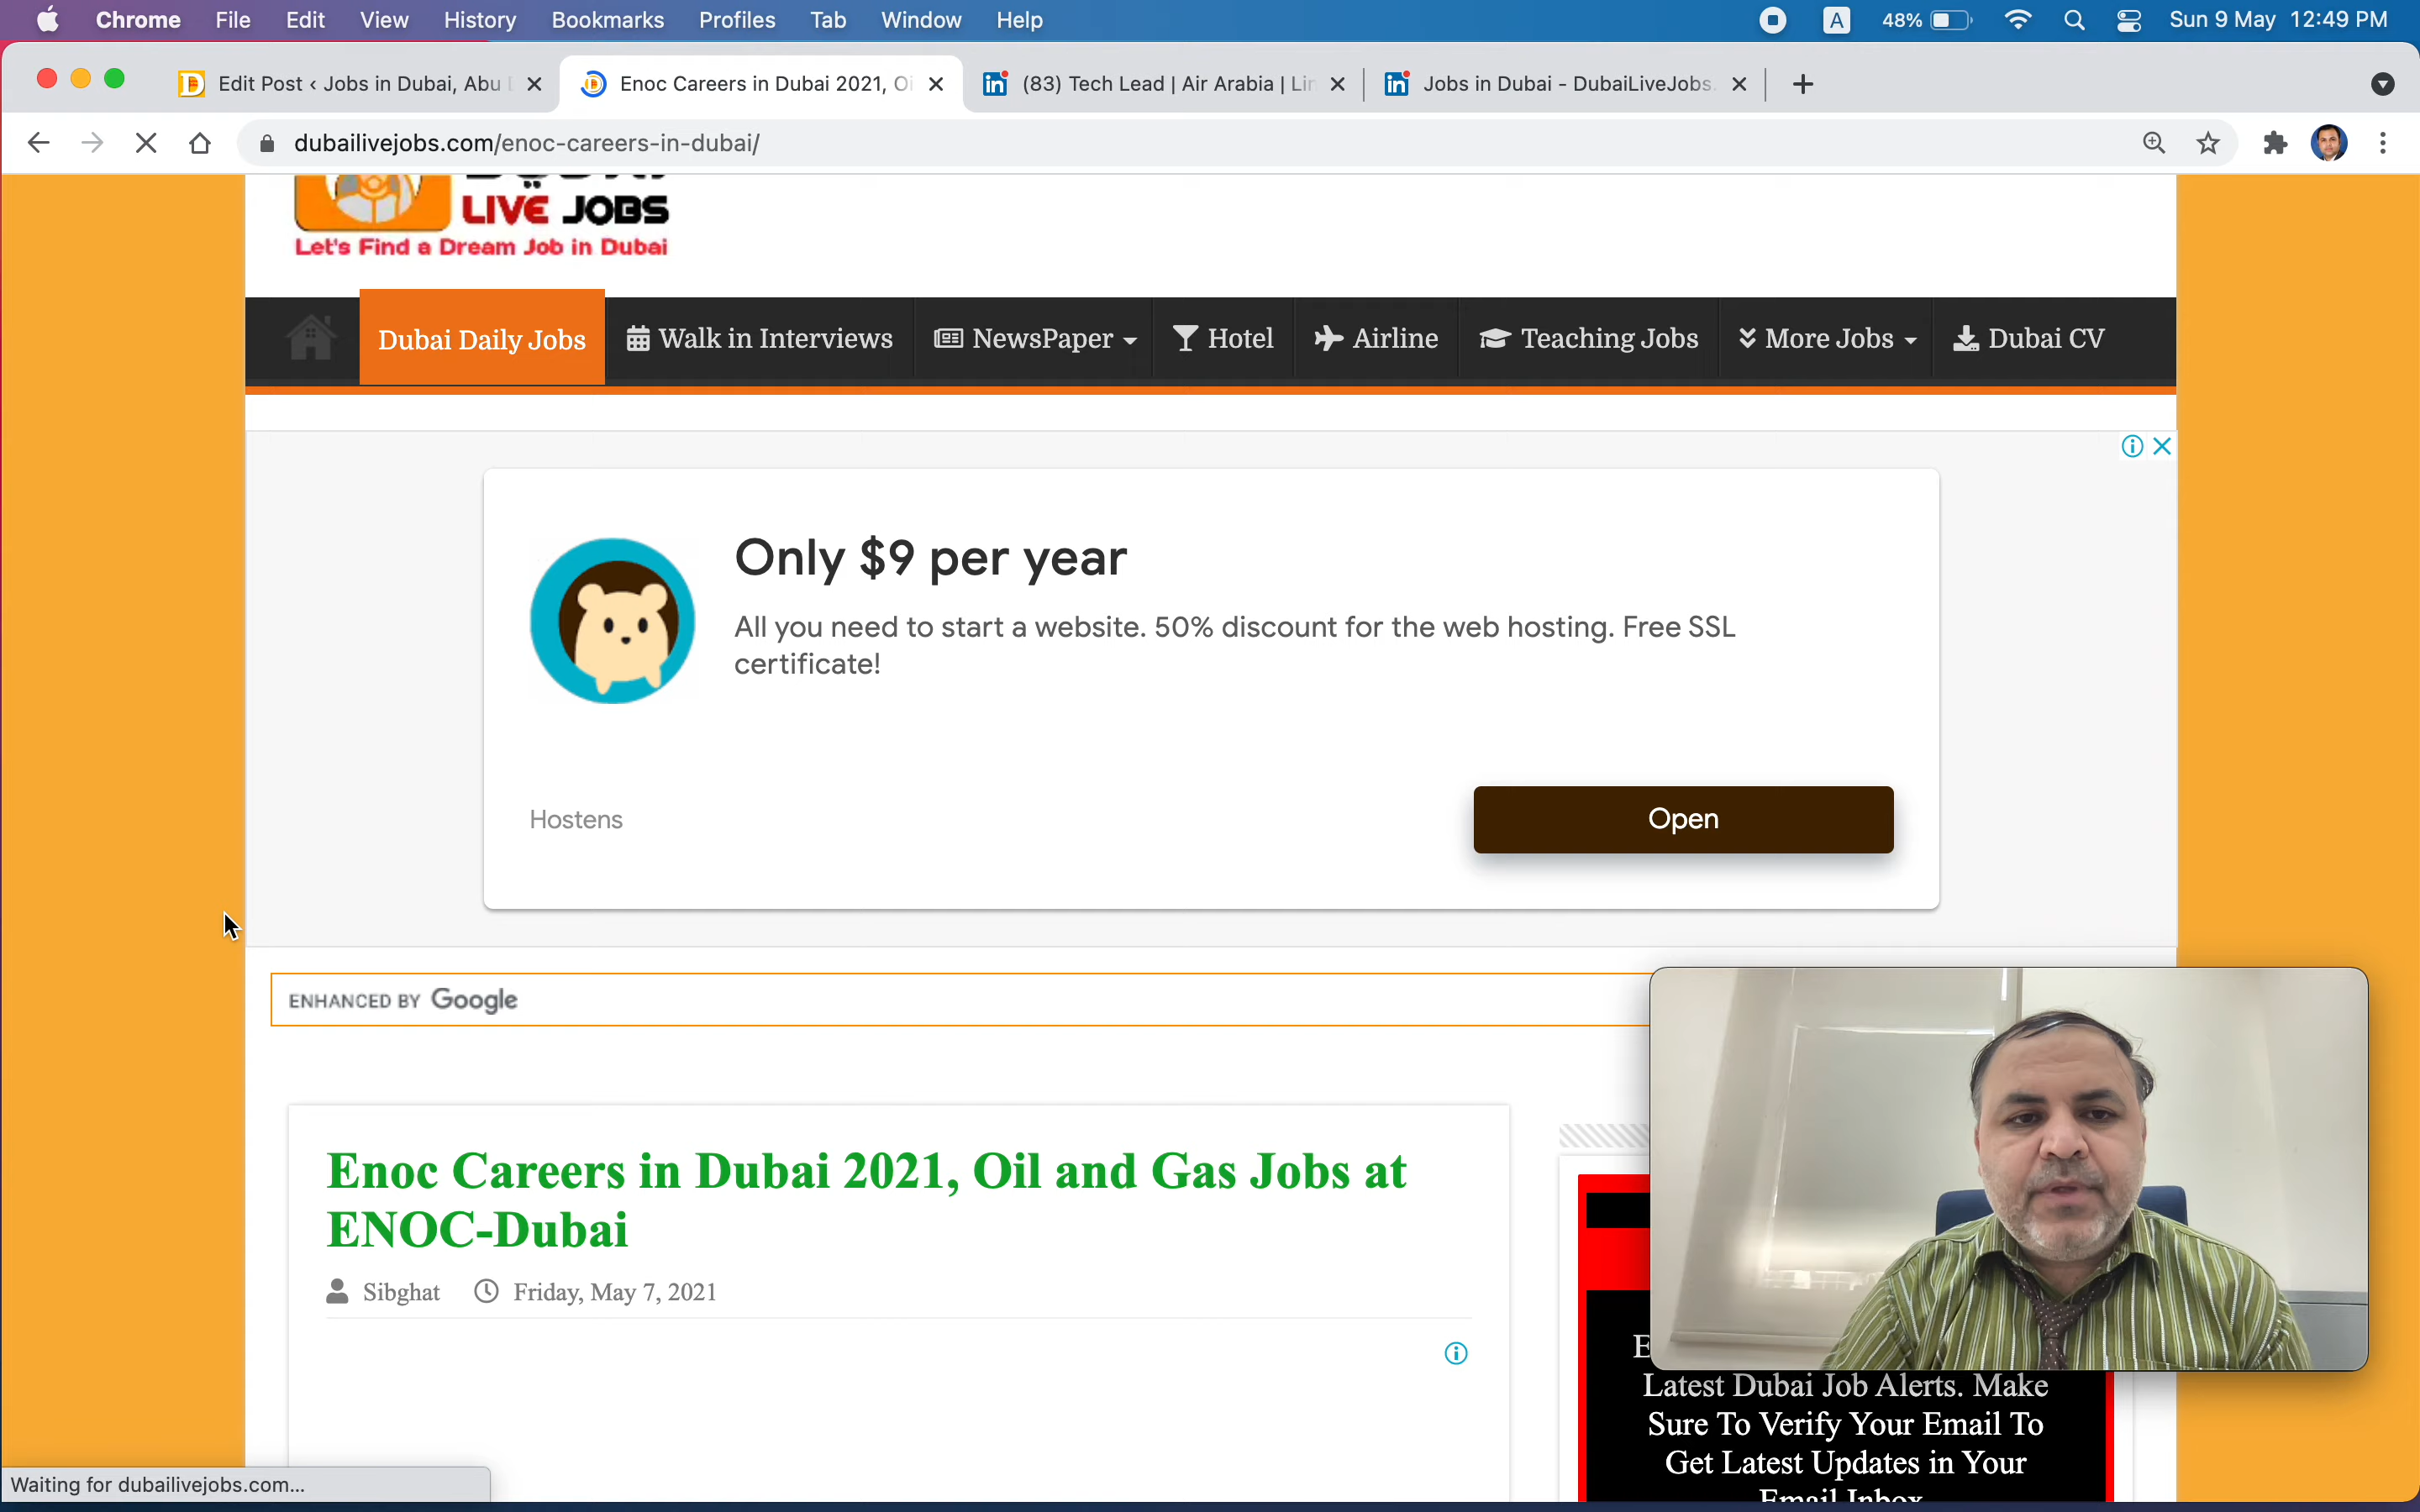 Chrome File Edit View History Bookmarks Profiles Tab Window Help A 48% Sun 9 May 12:49 PM
Edit Post ‹ Jobs in Dubai, Abu Enoc Careers in Dubai 2021, (83) Tech Lead | Air Arabia | Jobs in Dubai - DubaiLiveJobs
dubailivejobs.com/enoc-careers-in-dubai/
LIVE JOBS
Let's Find a Dream Job in Dubai
Dubai Daily Jobs Walk in Interviews NewsPaper Hotel Airline Teaching Jobs More Jobs Dubai CV
Only $9 per year
All you need to start a website. 50% discount for the web hosting. Free SSL
certificate!
Hostens
Open
ENHANCED BY Google
Enoc Careers in Dubai 2021, Oil and Gas Jobs at
ENOC-Dubai
Sibghat Friday, May 7, 2021
Latest Dubai Job Alerts. Make
Sure To Verify Your Email To
Get Latest Updates in Your
Email Inbox
Waiting for dubailivejobs.com...